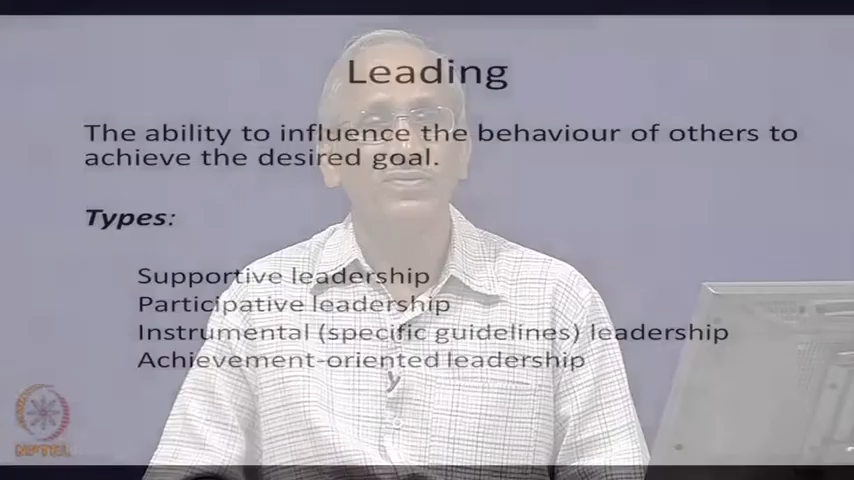 Leading
The ability to influence the behaviour of others to
achieve the desired goal.
Types:
Supportive leadership
Participative leadership
Instrumental (specific guidelines) leadership
Achievement-oriented leadership
NPTEL